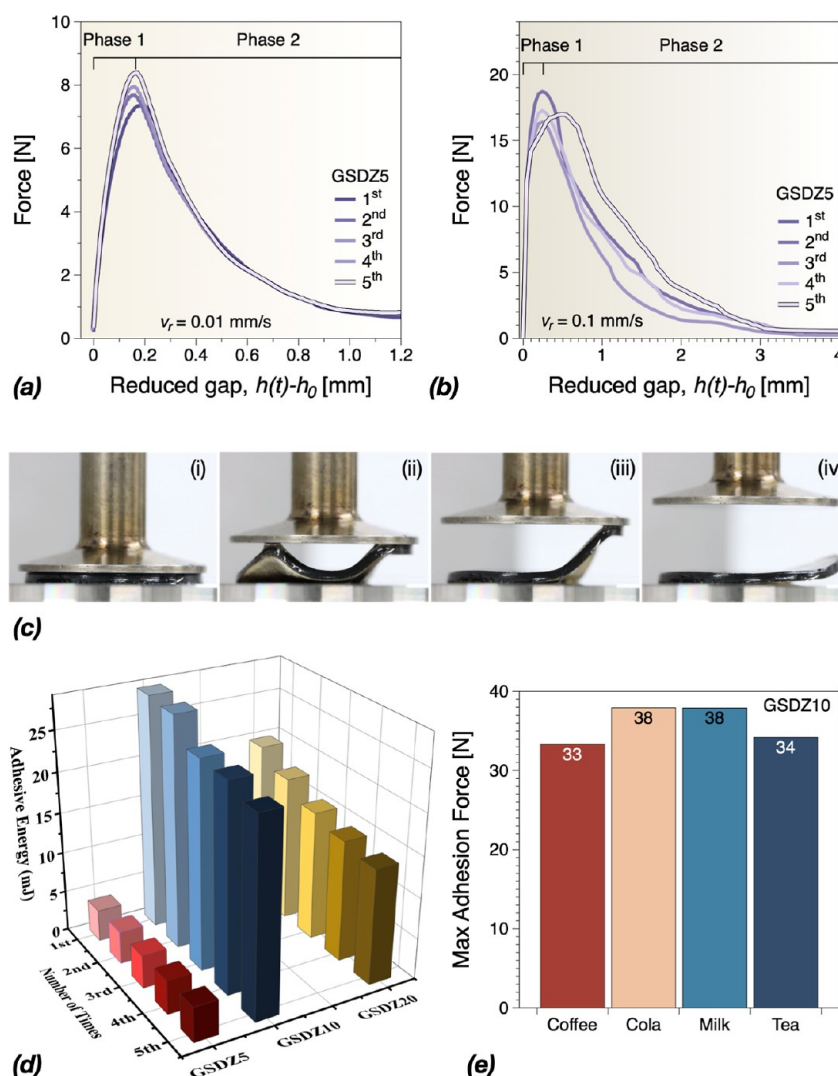 10
8
6
4
2
0
Force [N]
Phase 1
Phase 2
GSDZ5
1st
2nd
3rd
4th
5th
vr = 0.01 mm/s
0
0.2
0.4
0.6
0.8
1.0
1.2
(a)
Reduced gap, h(t)-h0 [mm]
20
15
10
5
0
Force [N]
Phase 1
Phase 2
GSDZ5
1st
2nd
3rd
4th
5th
vr = 0.1 mm/s
0
1
2
3
4
(b)
Reduced gap, h(t)-h0 [mm]
(i)
(ii)
(iii)
(iv
(c)
25
20
15
10
5
0
Adhesive Energy (mJ)
1st
2nd
3rd
4th
5th
Number of Times
GSDZ5
GSDZ10
GSDZ20
(d)
40
30
20
10
0
Max Adhesion Force [N]
GSDZ10
33
38
38
34
Coffee
Cola
Milk
Tea
(e)